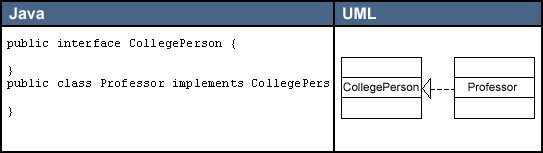 Java
UML
public interface CollegePerson {
}
public class Professor implements CollegePers
}
CollegePerson
Professor